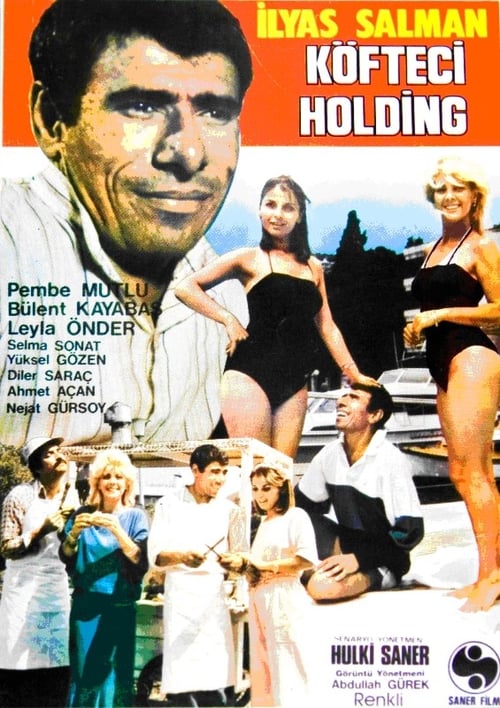 İLYAS SALMAN
KÖFTECİ
HOLDİNG
Pembe MUTLU
Bülent KAYABAŞ
Leyla ÖNDER
Selma SONAT
Yüksel GÖZEN
Diler SARAÇ
Ahmet AÇAN
Nejat GÜRSOY
SENARYO YÖNETMEN
HULKİ SANER
Görüntü Yönetmeni
Abdullah GÜREK
Renkli
SANER FİLM